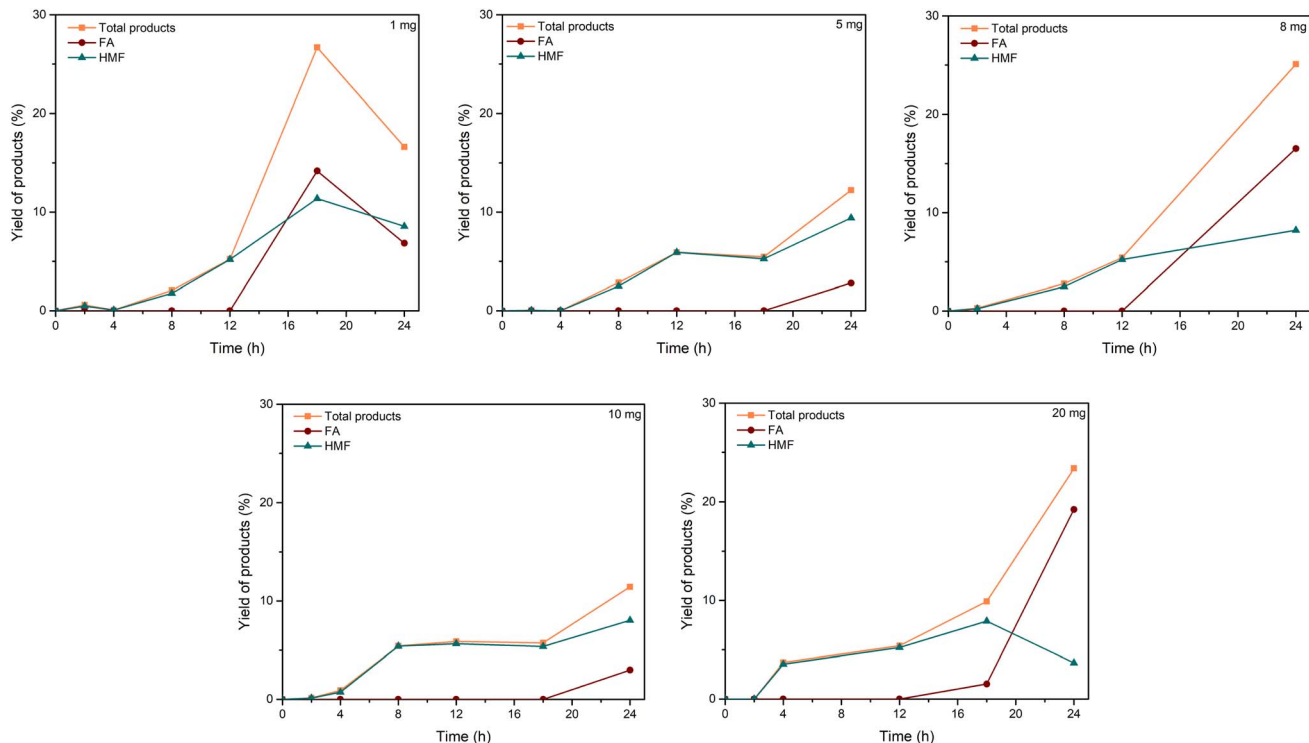 1 mg
Total products
FA
HMF
30
20
10
0
Yield of products (%)
0 4 8 12 16 20 24
Time (h)
5 mg
Total products
FA
HMF
30
20
10
0
Yield of products (%)
0 4 8 12 16 20 24
Time (h)
8 mg
Total products
FA
HMF
30
20
10
0
Yield of products (%)
0 4 8 12 16 20 24
Time (h)
10 mg
Total products
FA
HMF
30
20
10
0
Yield of products (%)
0 4 8 12 16 20 24
Time (h)
20 mg
Total products
FA
HMF
30
20
10
0
Yield of products (%)
0 4 8 12 16 20 24
Time (h)